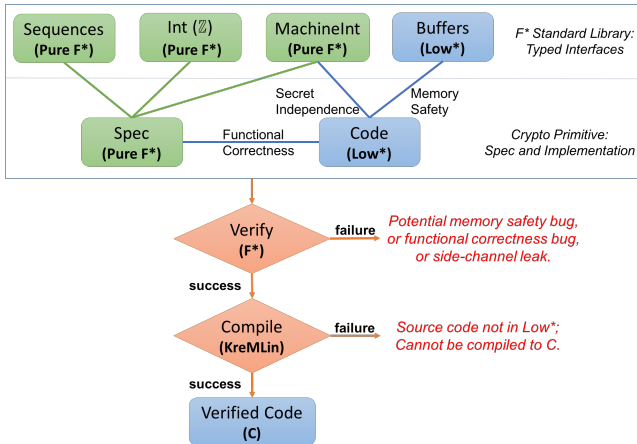 Sequences
(Pure F*)
Int (ℤ)
(Pure F*)
MachineInt
(Pure F*)
Buffers
(Low*)
F* Standard Library:
Typed Interfaces
Secret
Independence
Memory
Safety
Spec
(Pure F*)
Functional
Correctness
Code
(Low*)
Crypto Primitive:
Spec and Implementation
Verify
(F*)
failure
Potential memory safety bug,
or functional correctness bug,
or side-channel leak.
success
Compile
(KreMLin)
failure
Source code not in Low*;
Cannot be compiled to C.
success
Verified Code
(C)